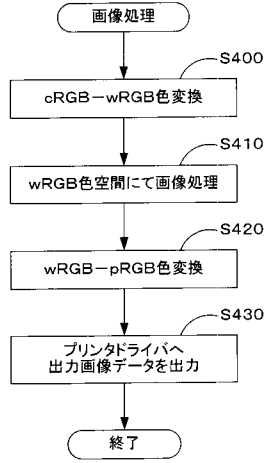 画像処理
S400
cRGB－wRGB色変換
S410
wRGB色空間にて画像処理
S420
wRGB－pRGB色変換
S430
プリンタドライバへ
出力画像データを出力
終了